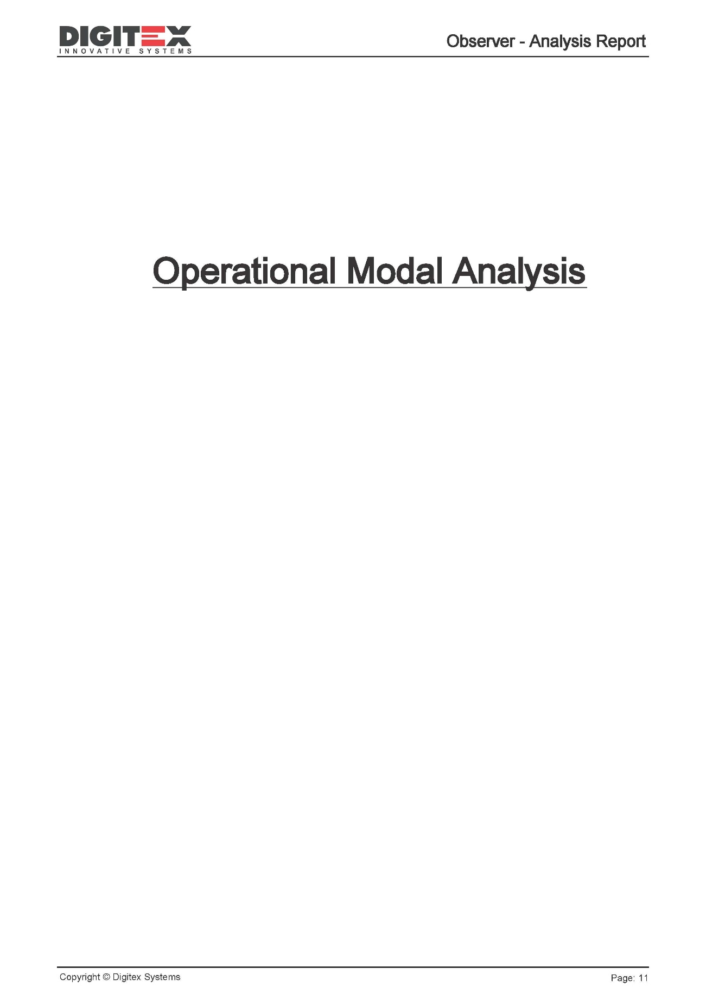 DIGITEX
INNOVATIVE SYSTEMS
Observer - Analysis Report
Operational Modal Analysis
Copyright © Digitex Systems
Page: 11